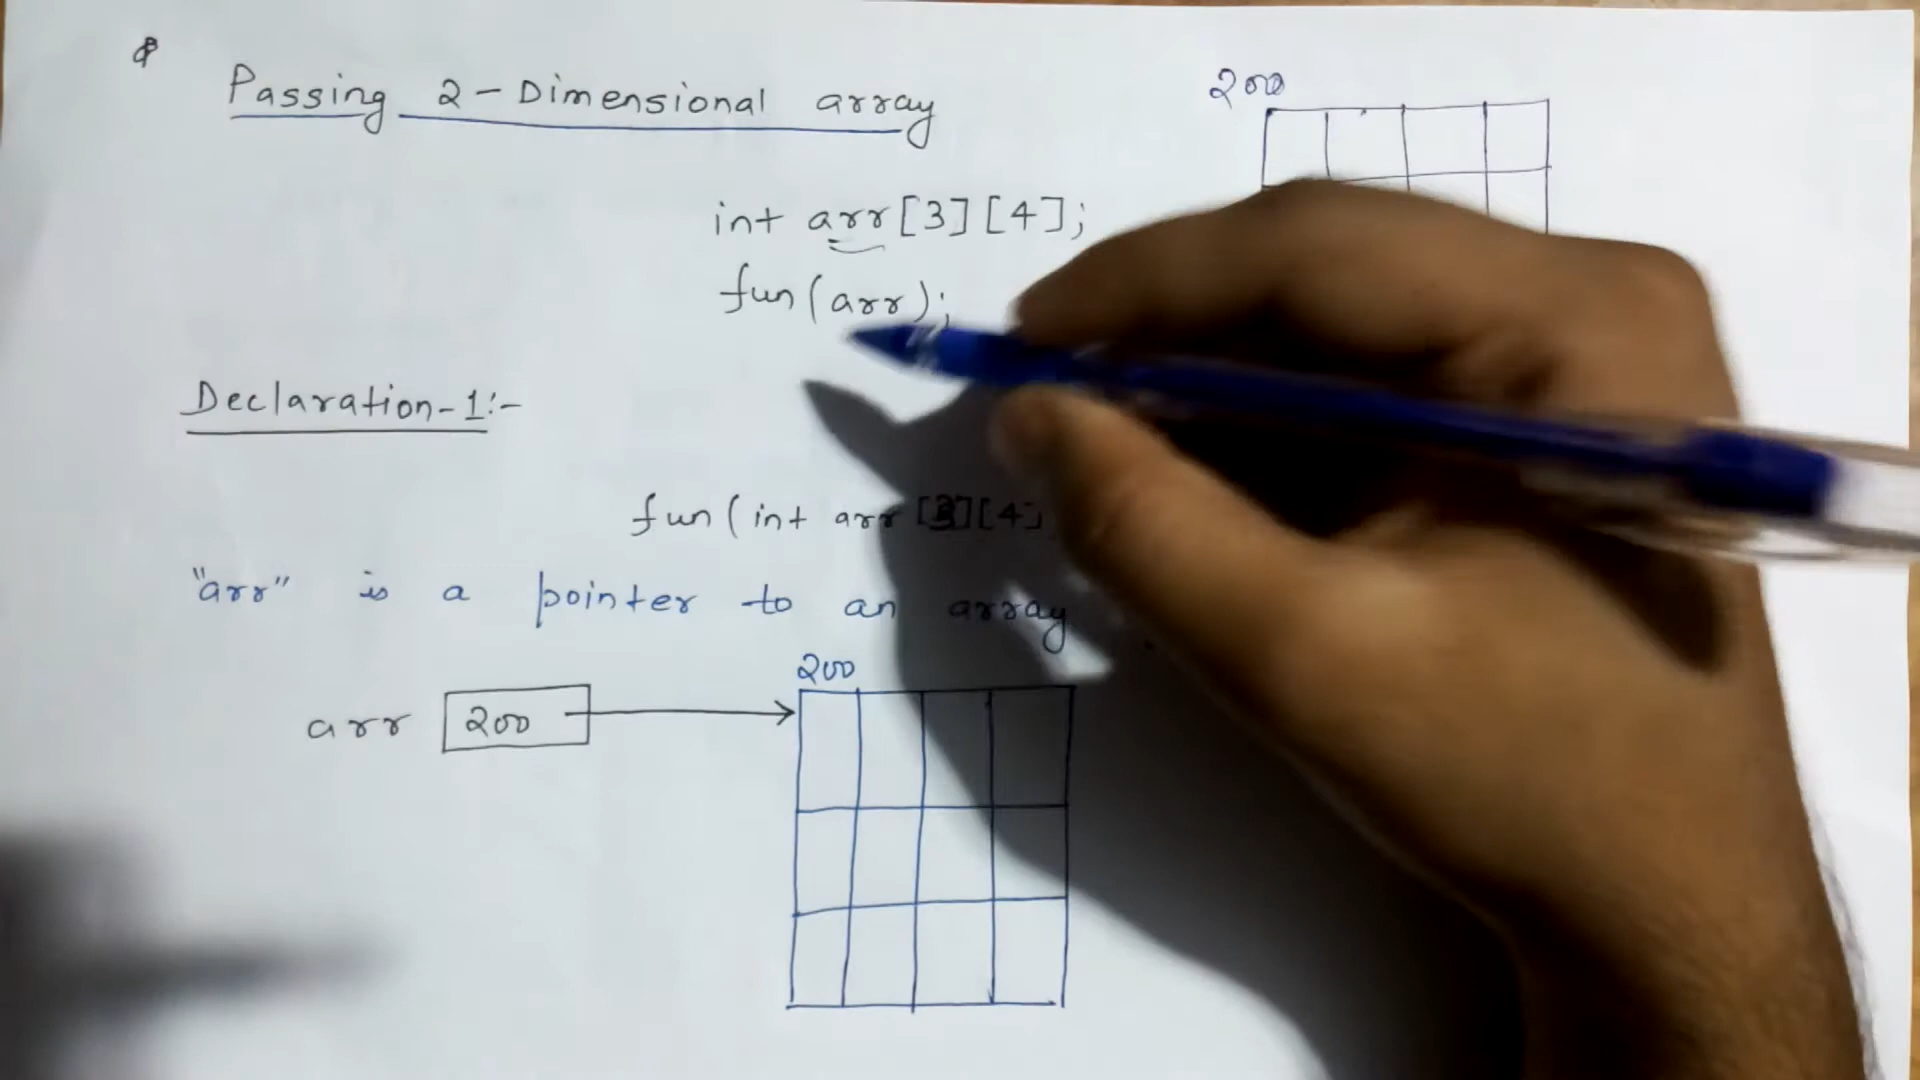 Passing 2-Dimensional array
200
int arr[3][4];
fun(arr);
Declaration-1:-
fun(int arr[3][4]
"arr" is a pointer to an array
200
arr 200